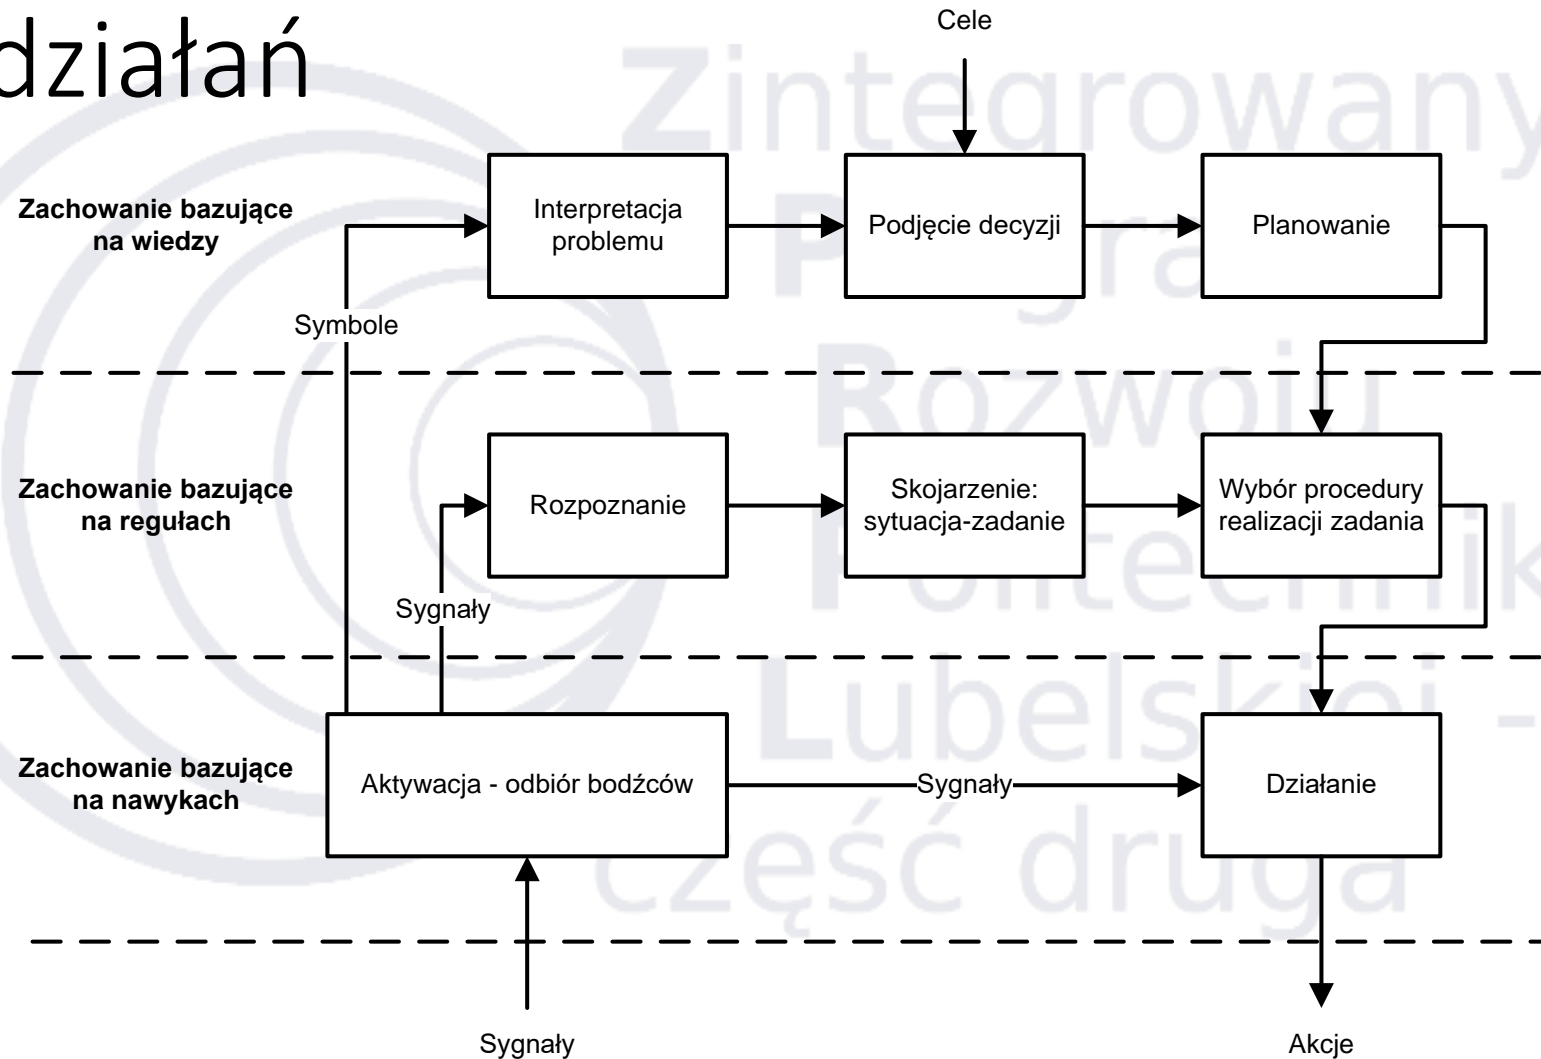 działań
Cele
Zintegrowany
Zachowanie bazujące
na wiedzy
Interpretacja
problemu
Podjęcie decyzji
Planowanie
Symbole
Rozwoju
Zachowanie bazujące
na regułach
Rozpoznanie
Skojarzenie:
sytuacja-zadanie
Wybór procedury
realizacji zadania
Politechnik
Sygnały
Lubelskiej -
Zachowanie bazujące
na nawykach
Aktywacja - odbiór bodźców
Sygnały
Działanie
część druga
Sygnały
Akcje